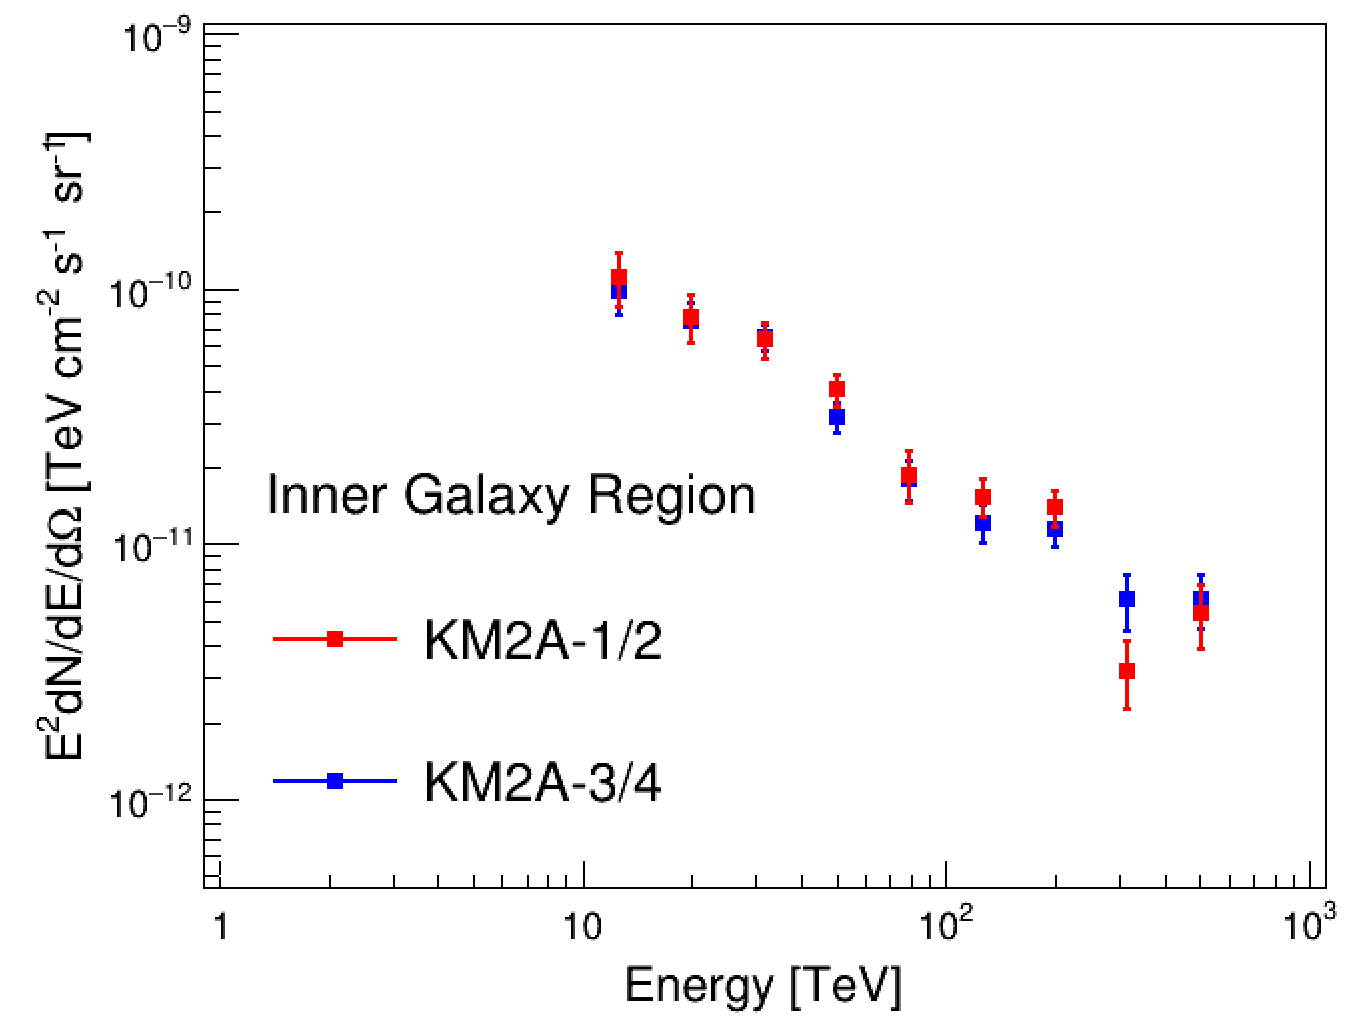 10⁻⁹
10⁻¹⁰
10⁻¹¹
10⁻¹²
E²dN/dE/dΩ [TeV cm⁻² s⁻¹ sr⁻¹]
Inner Galaxy Region
KM2A-1/2
KM2A-3/4
1 10 10² 10³
Energy [TeV]